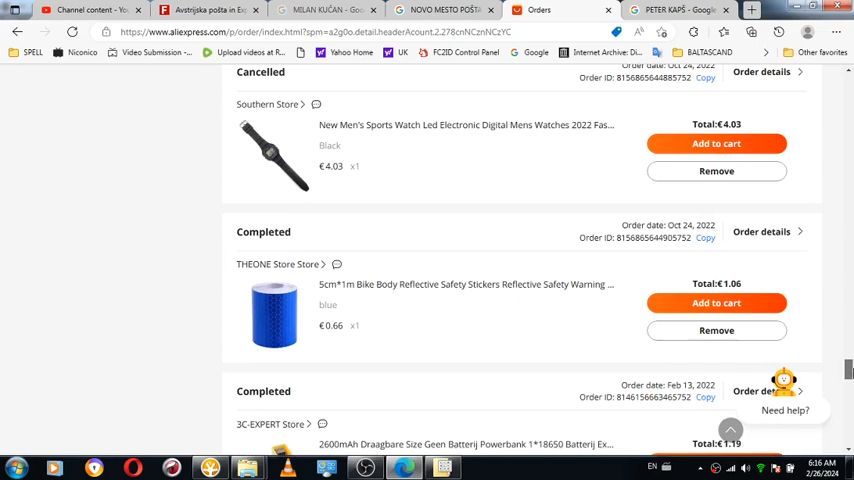 Channel content - Yo
Avstrijska pošta in Ex
MILAN KUČAN - Goo
NOVO MESTO POŠTA
Orders
PETER KAPŠ - Google
https://www.aliexpress.com/p/order/index.html?spm=a2g0o.detail.headerAcount.2.278cnNCznNCzYC
SPELL
Niconico
Video Submission -...
Upload videos of th...
Yahoo Home
UK
FC2ID Control Panel
Google
Internet Archive: Di...
BALTASCAND
Other favorites
Cancelled
Order date: Oct 24, 2022
Order ID: 8156865644885752 Copy
Order details
Southern Store
New Men's Sports Watch Led Electronic Digital Mens Watches 2022 Fas...
Black
€4.03 x1
Total:€4.03
Add to cart
Remove
Completed
Order date: Oct 24, 2022
Order ID: 8156865644905752 Copy
Order details
THEONE Store Store
5cm*1m Bike Body Reflective Safety Stickers Reflective Safety Warning ...
blue
€0.66 x1
Total:€1.06
Add to cart
Remove
Completed
Order date: Feb 13, 2022
Order ID: 8146156663465752 Copy
3C-EXPERT Store
2600mAh Draagbare Size Geen Batterij Powerbank 1*18650 Batterij Ex...
Total:€1.19
Need help?
EN
6:16 AM
2/26/2024